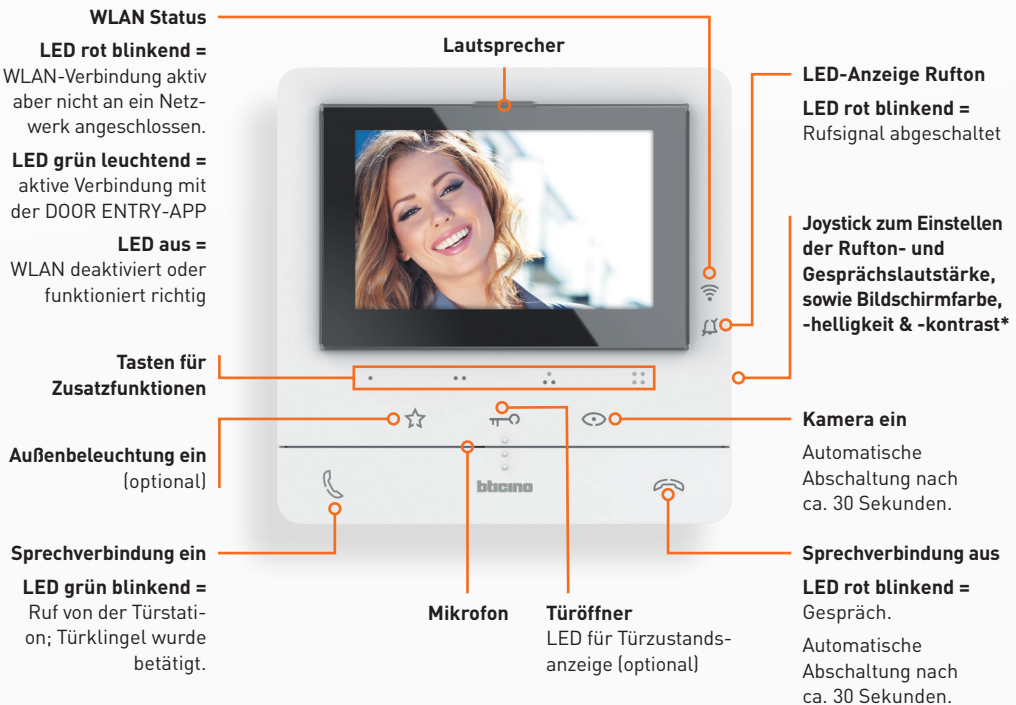 WLAN Status
LED rot blinkend =
WLAN-Verbindung aktiv
aber nicht an ein Netz-
werk angeschlossen.
LED grün leuchtend =
aktive Verbindung mit
der DOOR ENTRY-APP
LED aus =
WLAN deaktiviert oder
funktioniert richtig
Tasten für
Zusatzfunktionen
Außenbeleuchtung ein
(optional)
Sprechverbindung ein
LED grün blinkend =
Ruf von der Türstati-
on; Türklingel wurde
betätigt.
Lautsprecher
bticino
Mikrofon
Türöffner
LED für Türzustands-
anzeige (optional)
LED-Anzeige Rufton
LED rot blinkend =
Rufsignal abgeschaltet
Joystick zum Einstellen
der Rufton- und
Gesprächslautstärke,
sowie Bildschirmfarbe,
-helligkeit & -kontrast*
Kamera ein
Automatische
Abschaltung nach
ca. 30 Sekunden.
Sprechverbindung aus
LED rot blinkend =
Gespräch.
Automatische
Abschaltung nach
ca. 30 Sekunden.